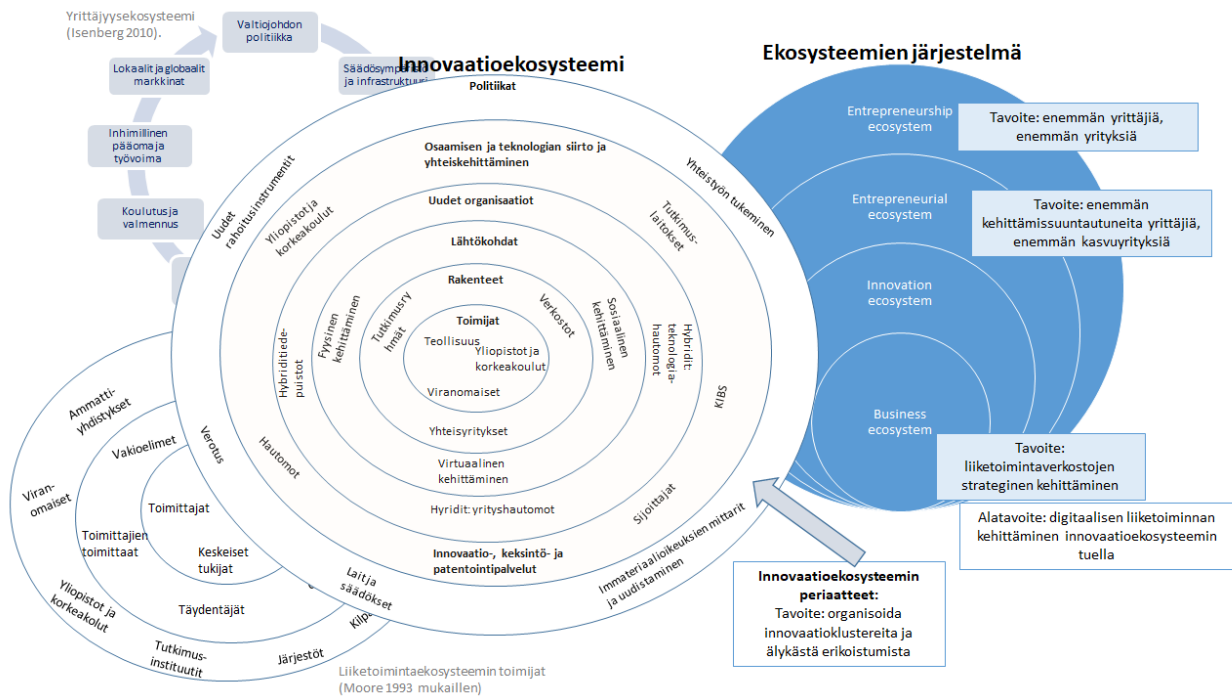 Yrittäjyysekosysteemi
(Isenberg 2010).
Valtiojohdon
politiikka
Lokaalit ja globaalit
markkinat
Säädösympäristö
ja infrastruktuuri
Inhimillinen
pääoma ja
työvoima
Koulutus ja
valmennus
Innovaatioekosysteemi
Politiikat
Uudet
rahoitusinstrumentit
Yhteistyön tukeminen
Verotus
Lait ja
säädökset
Immateriaalioikeuksien mittarit
ja uudistaminen
Osaamisen ja teknologian siirto ja
yhteiskehittäminen
Yliopistot ja
korkeakoulut
Tutkimus-
laitokset
Hautomot
KIBS
Sijoittajat
Innovaatio-, keksintö- ja
patentointipalvelut
Uudet organisaatiot
Hybriditiede-
puistot
Hybridit:
teknologia-
hautomot
Hyridit: yrityshautomot
Lähtökohdat
Fyysinen
kehittäminen
Sosiaalinen
kehittäminen
Virtuaalinen
kehittäminen
Rakenteet
Tutkimusry
hmät
Verkostot
Yhteisyritykset
Toimijat
Teollisuus
Yliopistot ja
korkeakoulut
Viranomaiset
Ammatti-
yhdistykset
Vakioelimet
Viran-
omaiset
Toimittajat
Toimittajien
toimittaat
Keskeiset
tukijat
Täydentäjät
Yliopistot ja
korkeakolut
Tutkimus-
instituutit
Järjestöt
Kilpa
Liiketoimintaekosysteemin toimijat
(Moore 1993 mukaillen)
Ekosysteemien järjestelmä
Entrepreneurship
ecosystem
Tavoite: enemmän yrittäjiä,
enemmän yrityksiä
Entrepreneurial
ecosystem
Tavoite: enemmän
kehittämissuuntautuneita yrittäjiä,
enemmän kasvuyrityksiä
Innovation
ecosystem
Business
ecosystem
Tavoite:
liiketoimintaverkostojen
strateginen kehittäminen
Alatavoite: digitaalisen liiketoiminnan
kehittäminen innovaatioekosysteemin
tuella
Innovaatioekosysteemin
periaatteet:
Tavoite: organisoida
innovaatioklustereita ja
älykästä erikoistumista